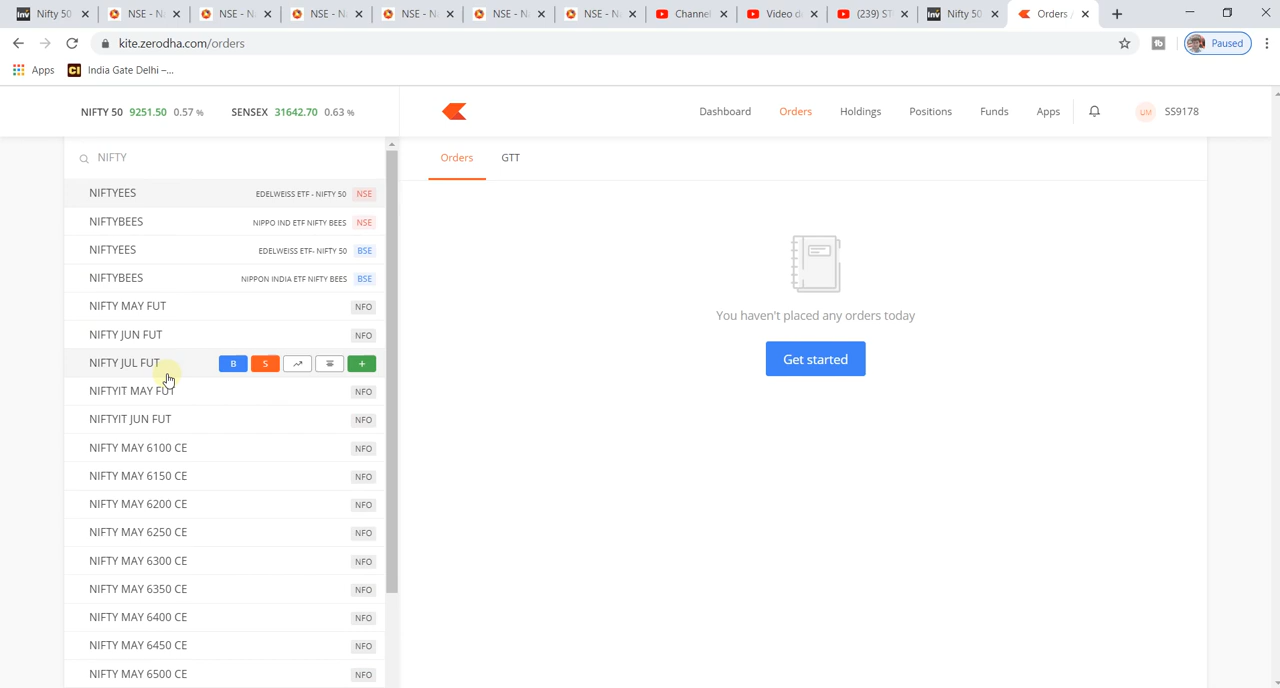 Nifty 50
NSE - N
NSE - N
NSE - N
NSE - N
NSE - N
NSE - N
Channel
Video d
(239) ST
Nifty 50
Orders
kite.zerodha.com/orders
Paused
Apps
CI India Gate Delhi –...
NIFTY 50 9251.50 0.57 %
SENSEX 31642.70 0.63 %
Dashboard Orders Holdings Positions Funds Apps
UM SS9178
NIFTY
Orders GTT
NIFTYEES EDELWEISS ETF - NIFTY 50 NSE
NIFTYBEES NIPPO IND ETF NIFTY BEES NSE
NIFTYEES EDELWEISS ETF- NIFTY 50 BSE
NIFTYBEES NIPPON INDIA ETF NIFTY BEES BSE
NIFTY MAY FUT NFO
NIFTY JUN FUT NFO
NIFTY JUL FUT B S +
NIFTYIT MAY FUT NFO
NIFTYIT JUN FUT NFO
NIFTY MAY 6100 CE NFO
NIFTY MAY 6150 CE NFO
NIFTY MAY 6200 CE NFO
NIFTY MAY 6250 CE NFO
NIFTY MAY 6300 CE NFO
NIFTY MAY 6350 CE NFO
NIFTY MAY 6400 CE NFO
NIFTY MAY 6450 CE NFO
NIFTY MAY 6500 CE NFO
You haven't placed any orders today
Get started